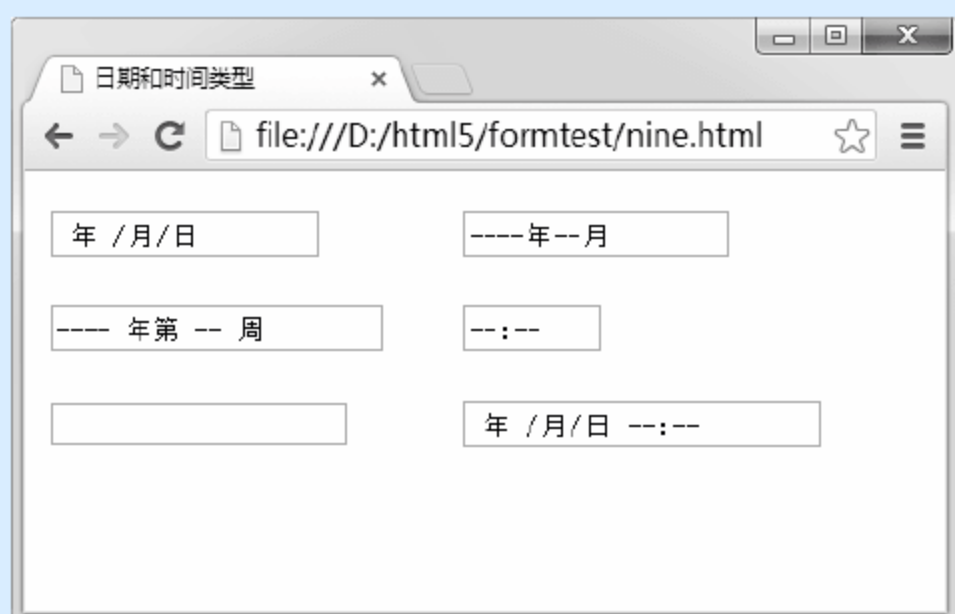 日期和时间类型
file:///D:/html5/formtest/nine.html
年 /月/日
----年--月
---- 年第 -- 周
--:--
年 /月/日 --:--